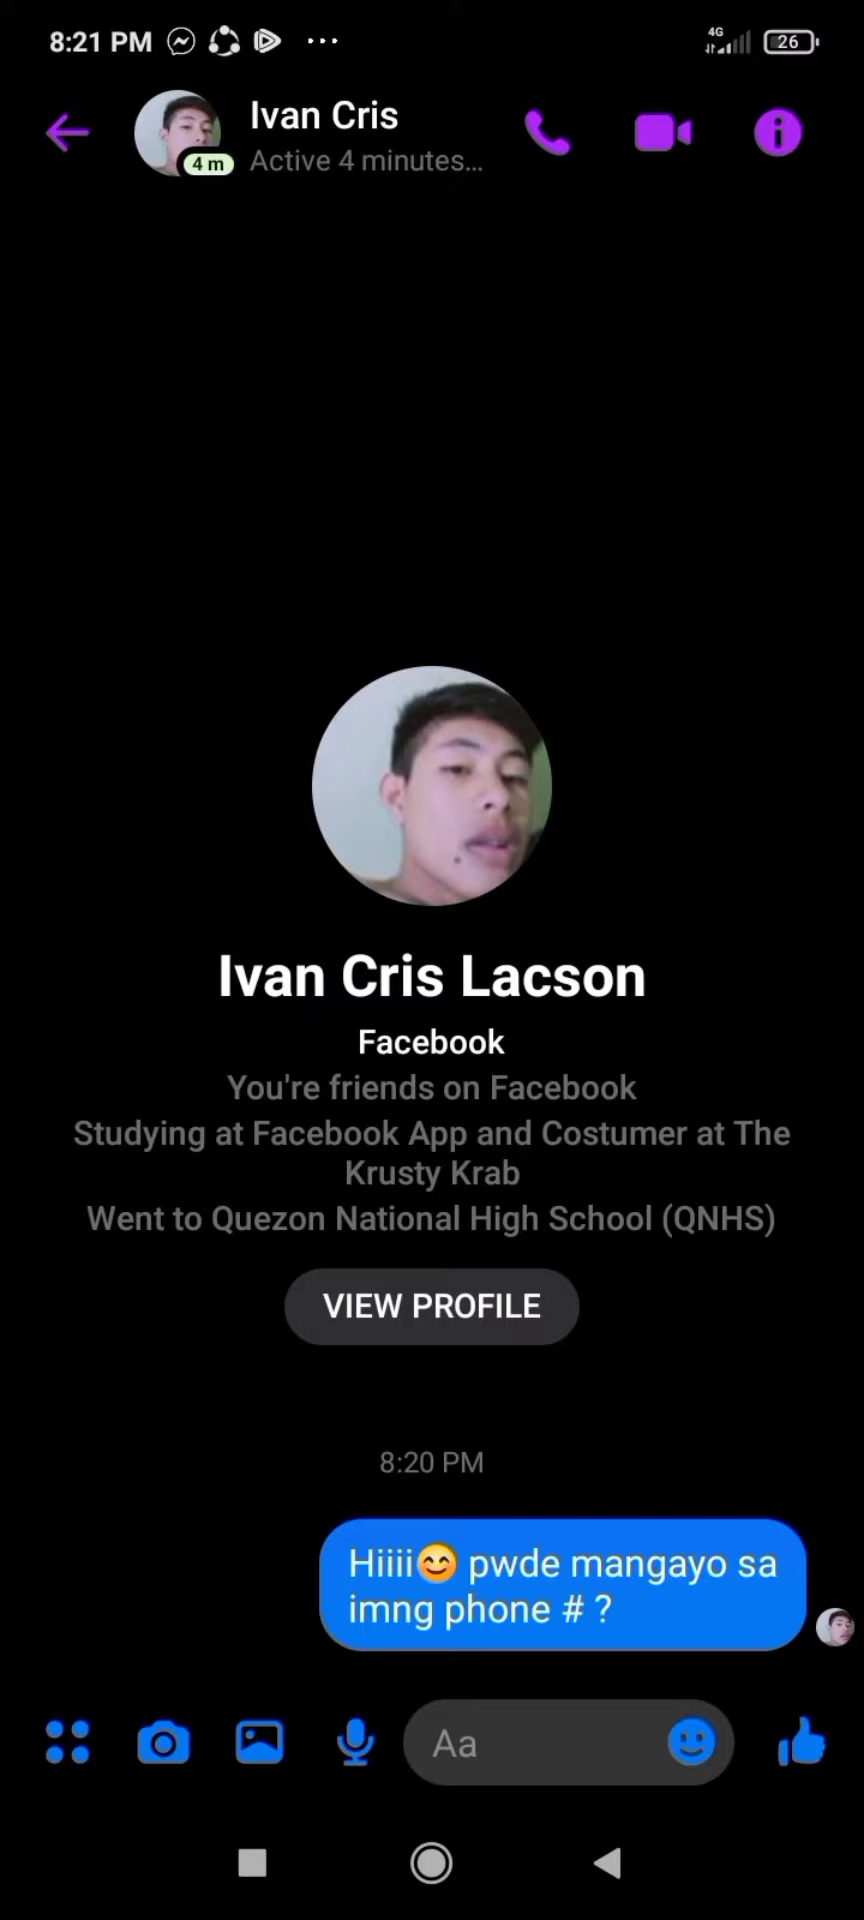 8:21 PM
4G
26
Ivan Cris
4 m
Active 4 minutes...
Ivan Cris Lacson
Facebook
You're friends on Facebook
Studying at Facebook App and Costumer at The
Krusty Krab
Went to Quezon National High School (QNHS)
VIEW PROFILE
8:20 PM
Hiiii😊 pwde mangayo sa
imng phone # ?
Aa